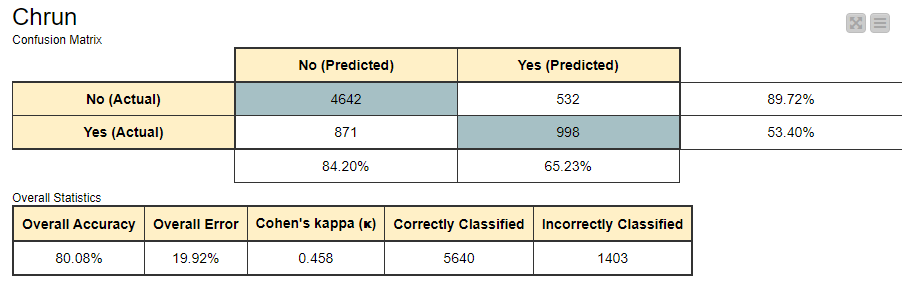 Chrun
Confusion Matrix
No (Predicted) Yes (Predicted)
No (Actual) 4642 532 89.72%
Yes (Actual) 871 998 53.40%
84.20% 65.23%
Overall Statistics
Overall Accuracy Overall Error Cohen's kappa (κ) Correctly Classified Incorrectly Classified
80.08% 19.92% 0.458 5640 1403